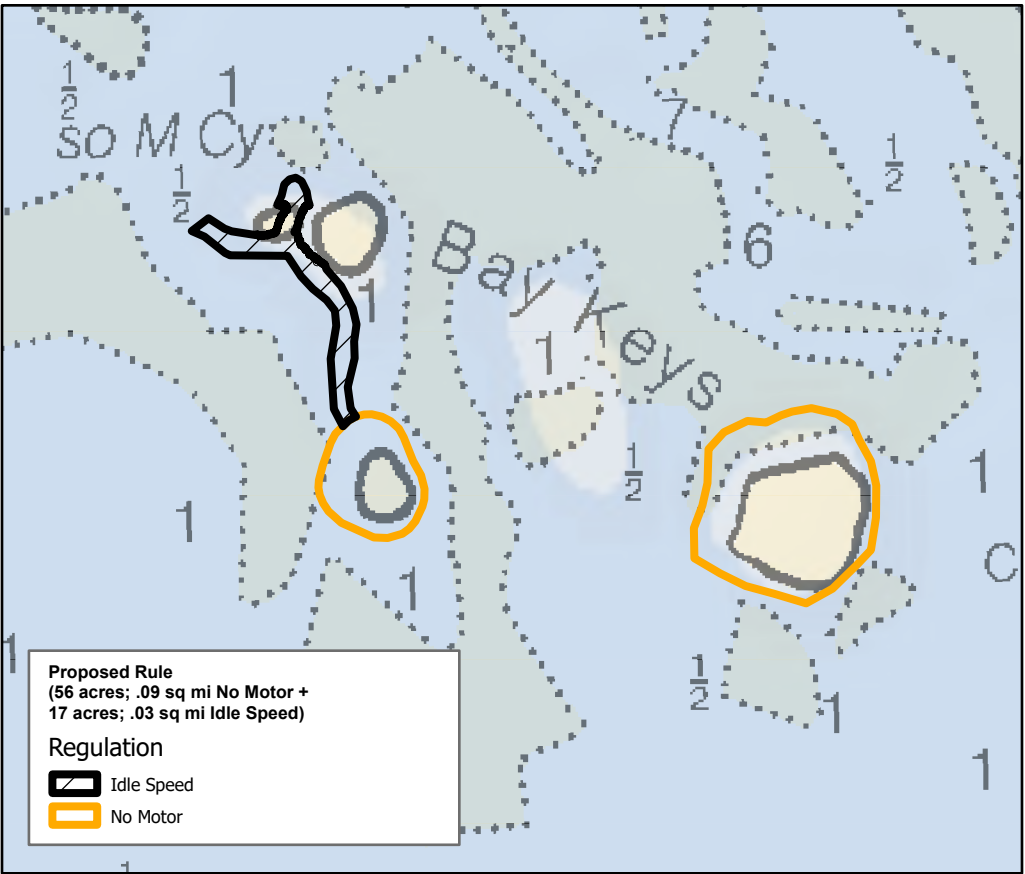 1
1/2
so M Cy
7
1/2
1/2
6
Bay Keys
1
1
1/2
1
1
C
1
1
1/2
1
1
Proposed Rule
(56 acres; .09 sq mi No Motor +
17 acres; .03 sq mi Idle Speed)
Regulation
Idle Speed
No Motor
1